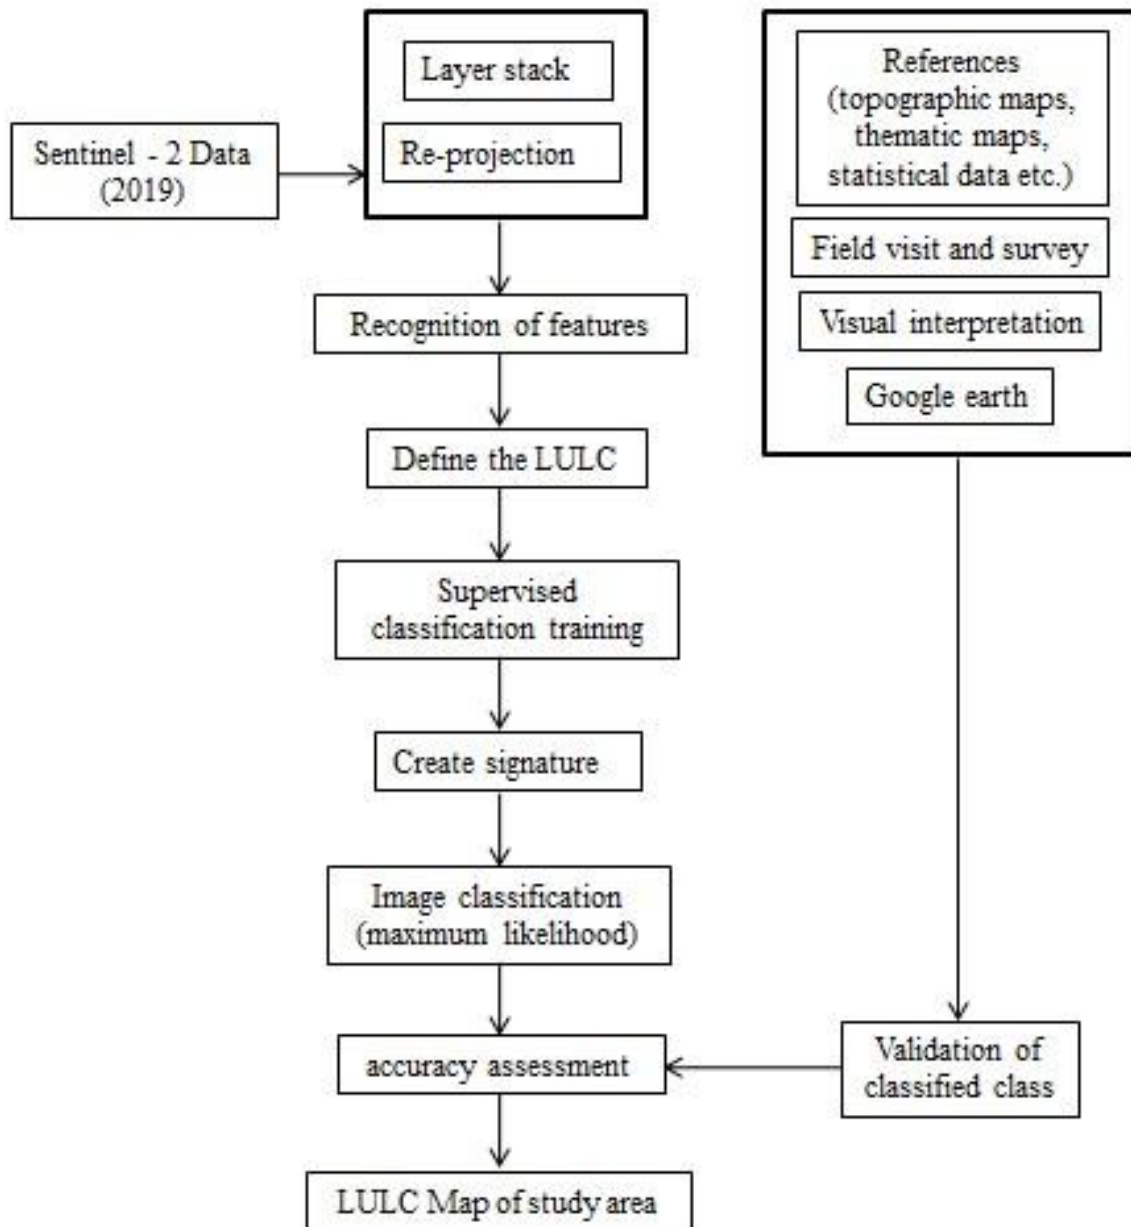 Layer stack
Re-projection
Sentinel - 2 Data
(2019)
References
(topographic maps,
thematic maps,
statistical data etc.)
Field visit and survey
Visual interpretation
Google earth
Recognition of features
Define the LULC
Supervised
classification training
Create signature
Image classification
(maximum likelihood)
accuracy assessment
Validation of
classified class
LULC Map of study area